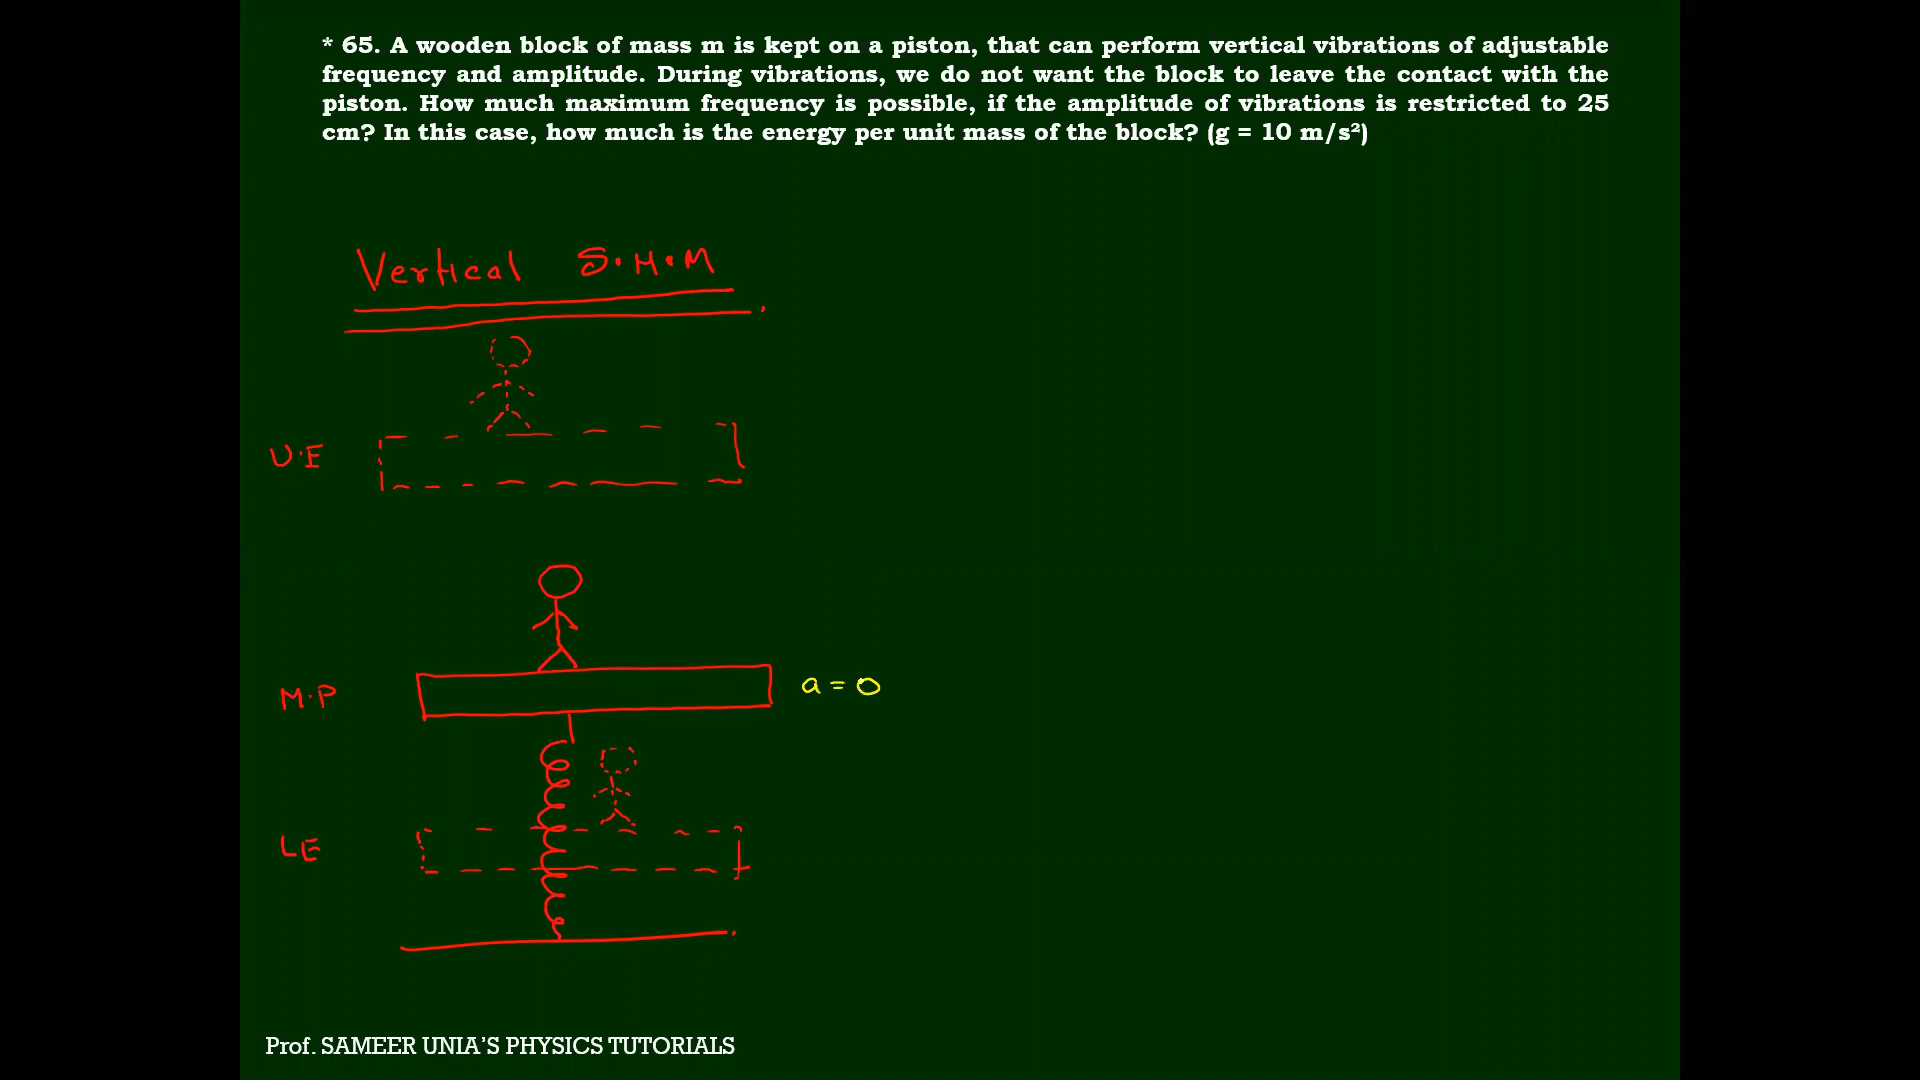 * 65. A wooden block of mass m is kept on a piston, that can perform vertical vibrations of adjustable
frequency and amplitude. During vibrations, we do not want the block to leave the contact with the
piston. How much maximum frequency is possible, if the amplitude of vibrations is restricted to 25
cm? In this case, how much is the energy per unit mass of the block? (g = 10 m/s²)
Vertical S.H.M
U.E
M.P
a = 0
LE
Prof. SAMEER UNIA'S PHYSICS TUTORIALS